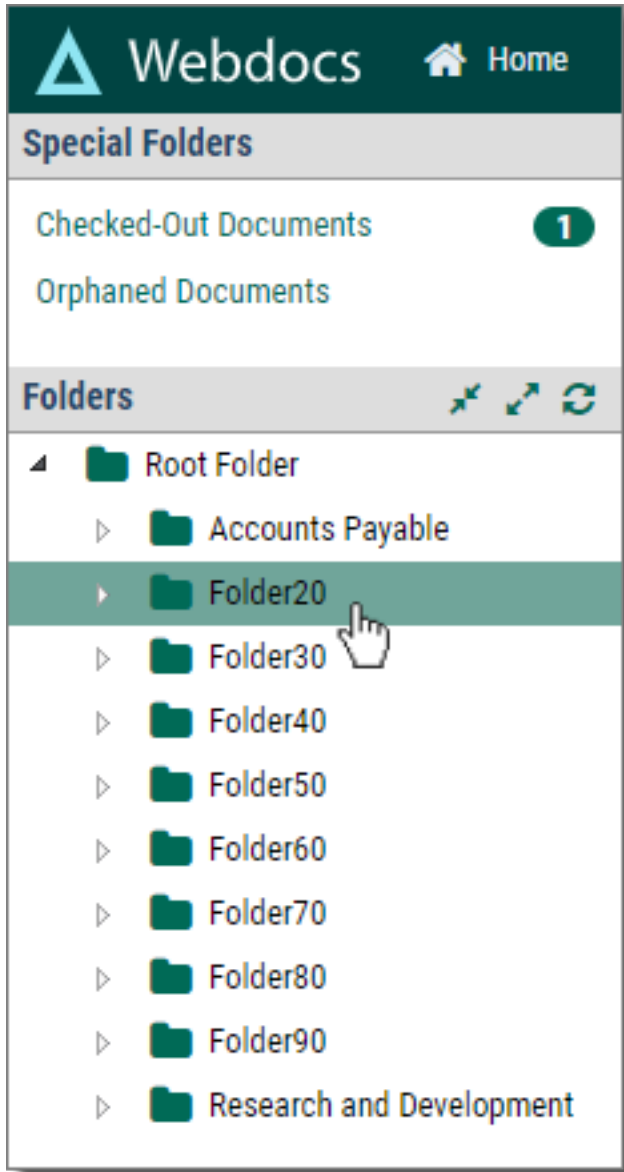 Webdocs Home
Special Folders
Checked-Out Documents 1
Orphaned Documents
Folders
Root Folder
Accounts Payable
Folder20
Folder30
Folder40
Folder50
Folder60
Folder70
Folder80
Folder90
Research and Development